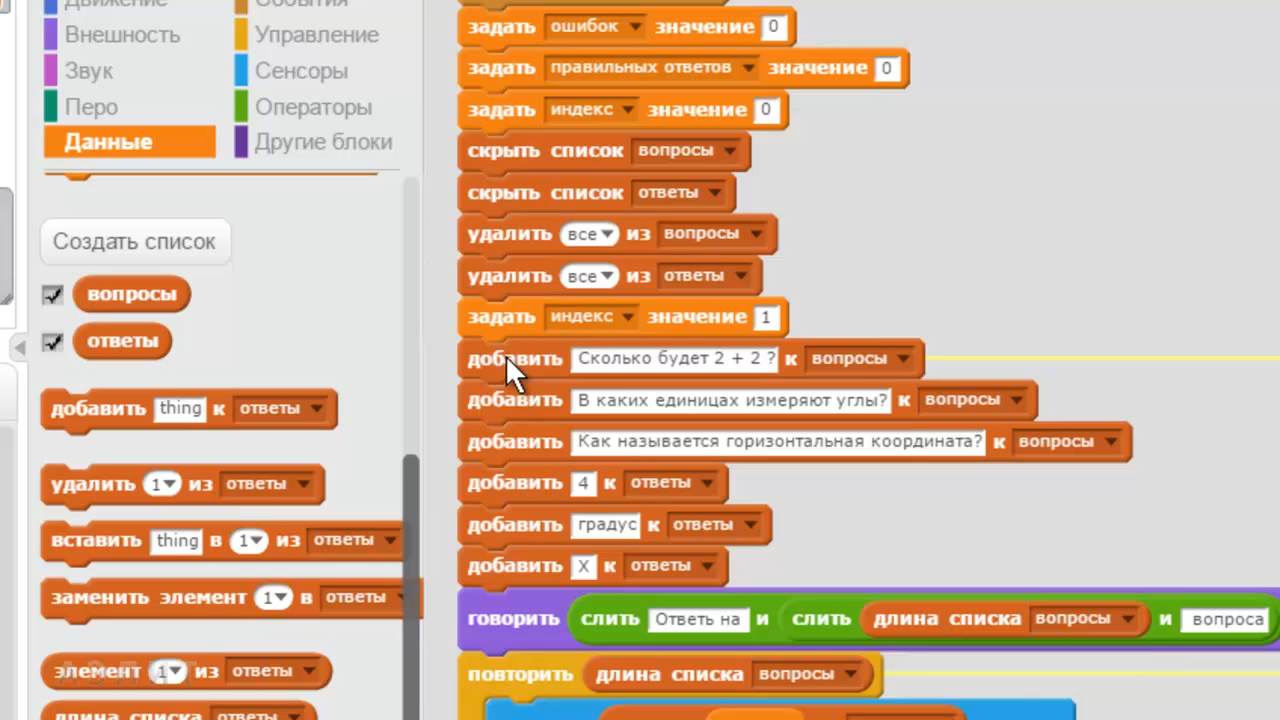 Движение События
Внешность Управление
Звук Сенсоры
Перо Операторы
Данные Другие блоки
Создать список
вопросы
ответы
добавить thing к ответы
удалить 1 из ответы
вставить thing в 1 из ответы
заменить элемент 1 в ответы
элемент 1 из ответы
длина списка ответы
задать ошибок значение 0
задать правильных ответов значение 0
задать индекс значение 0
скрыть список вопросы
скрыть список ответы
удалить все из вопросы
удалить все из ответы
задать индекс значение 1
добавить Сколько будет 2 + 2 ? к вопросы
добавить В каких единицах измеряют углы? к вопросы
добавить Как называется горизонтальная координата? к вопросы
добавить 4 к ответы
добавить градус к ответы
добавить X к ответы
говорить слить Ответь на и слить длина списка вопросы и вопроса
повторить длина списка вопросы